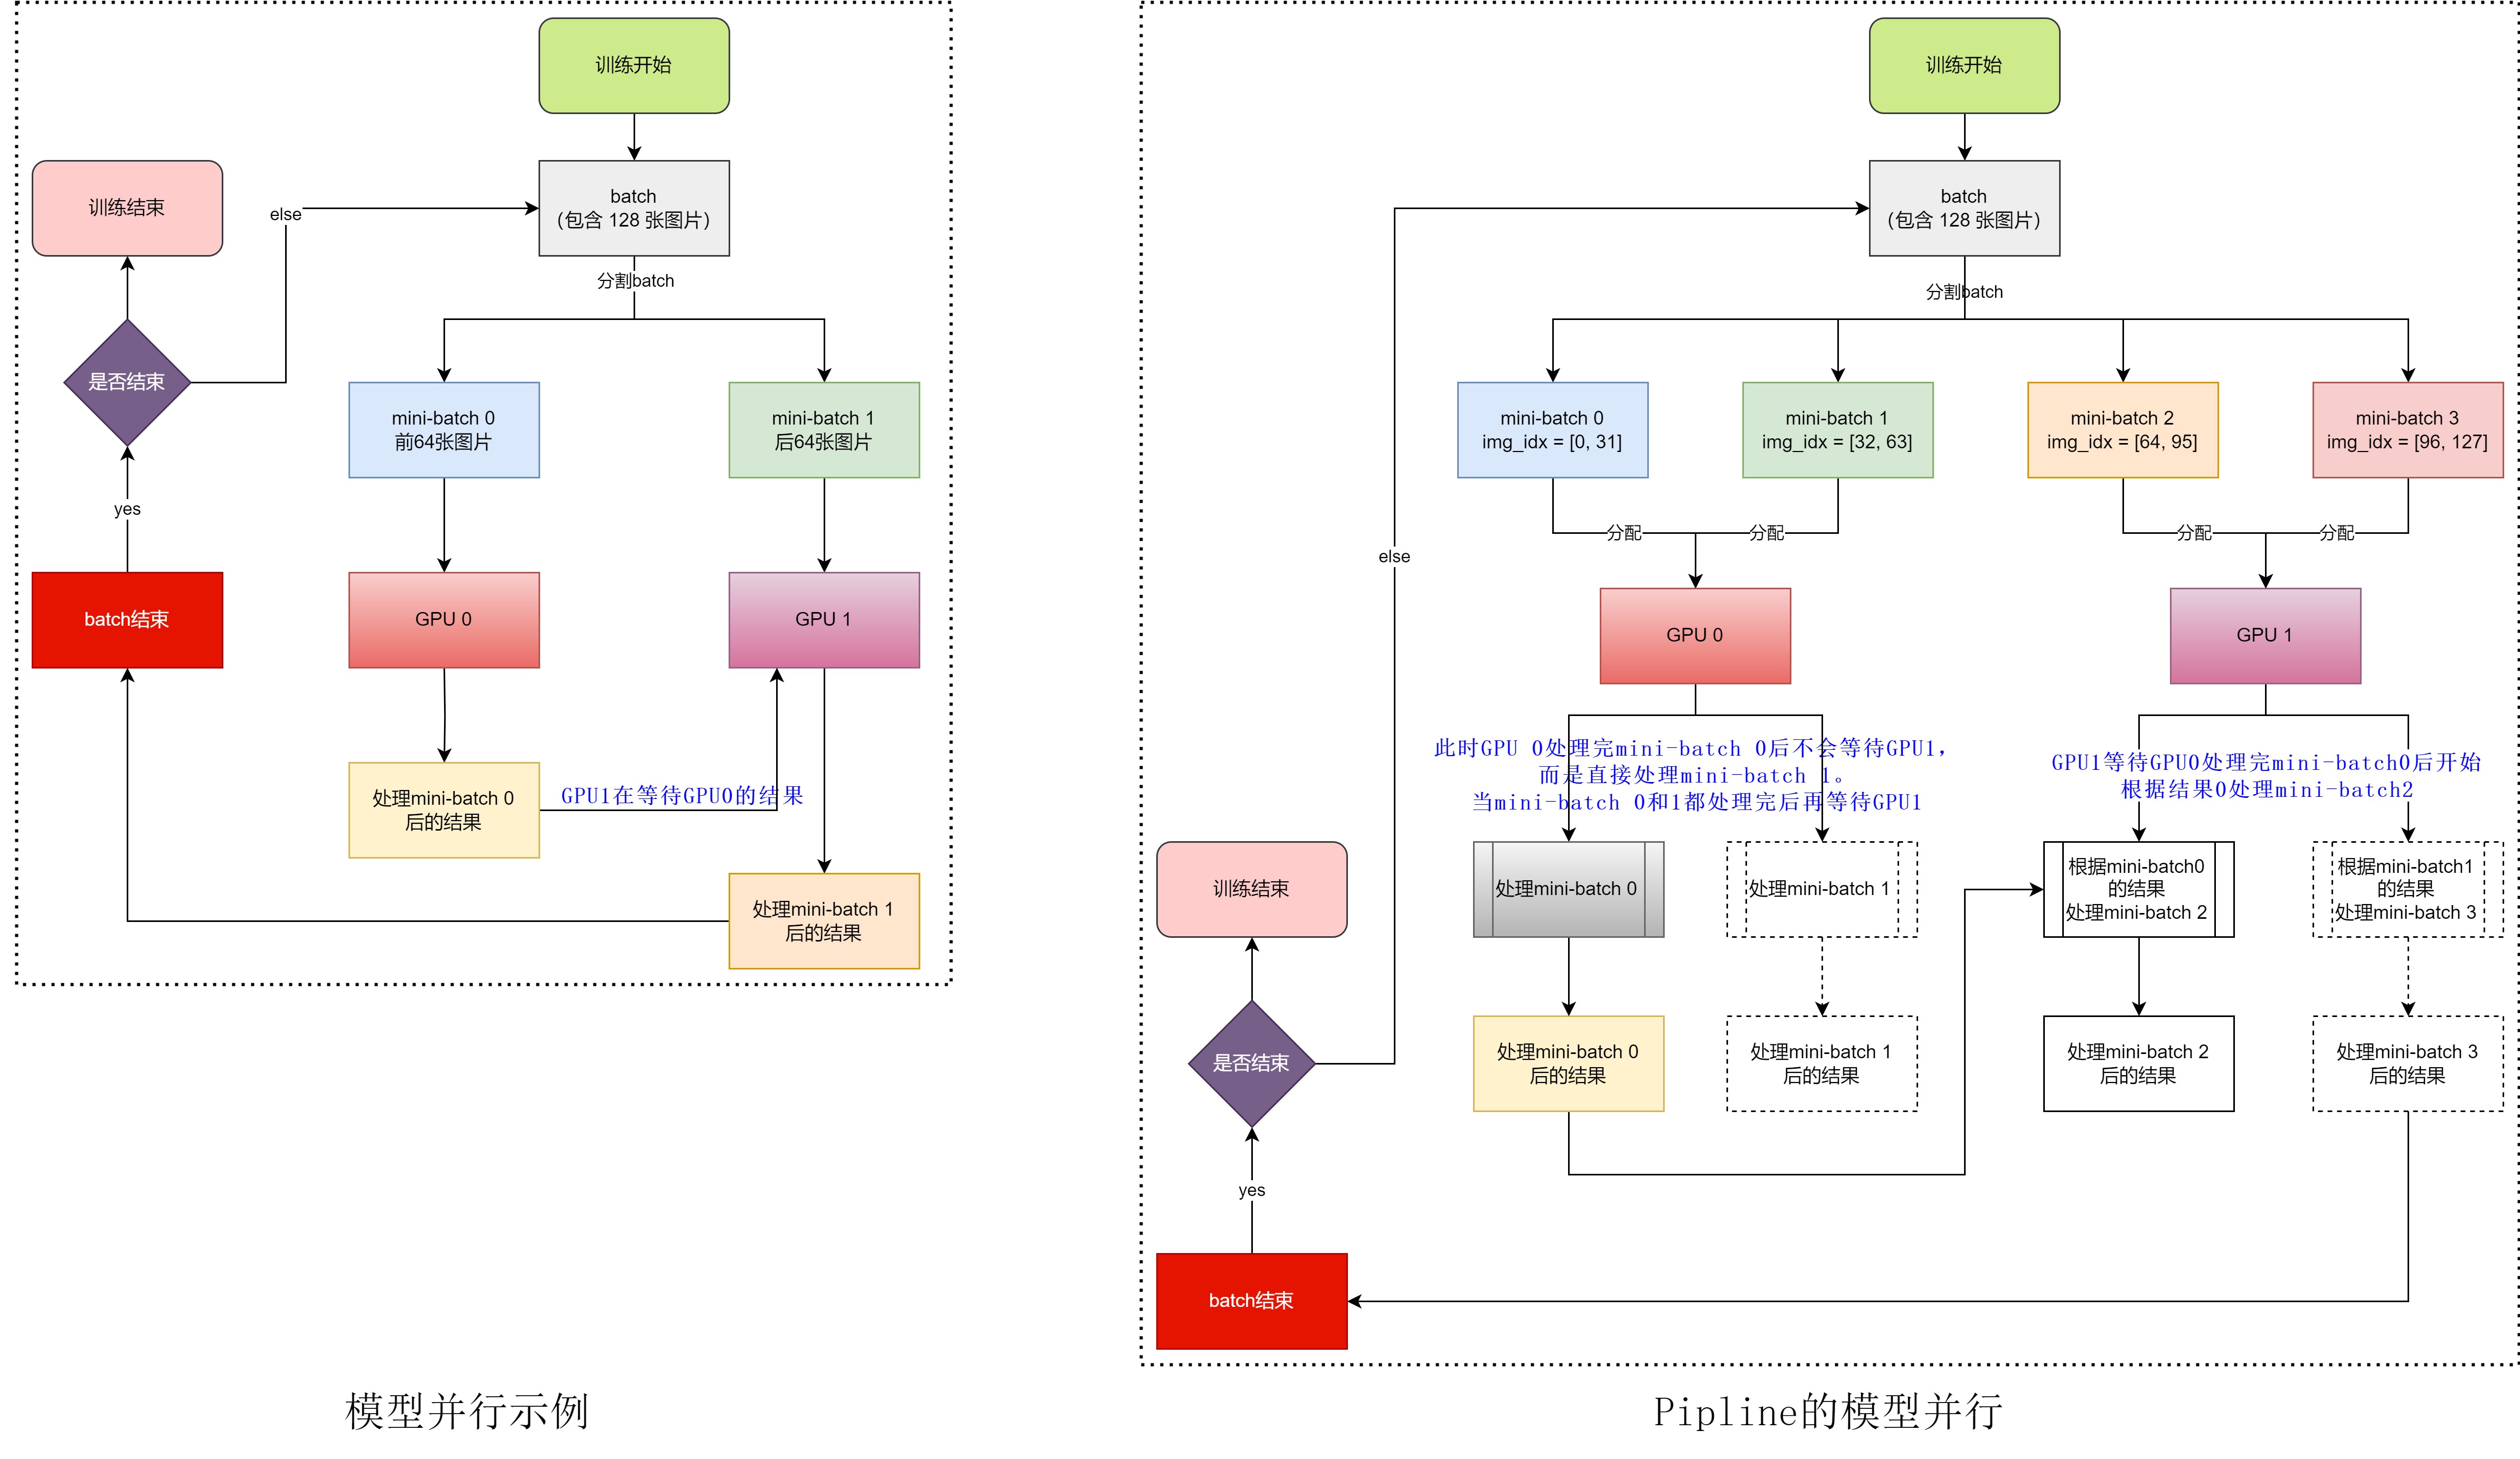 训练开始
训练结束
else
batch
(包含 128 张图片)
分割batch
是否结束
mini-batch 0
前64张图片
mini-batch 1
后64张图片
yes
batch结束
GPU 0
GPU 1
处理mini-batch 0
后的结果
GPU1在等待GPU0的结果
处理mini-batch 1
后的结果
模型并行示例
训练开始
batch
(包含 128 张图片)
分割batch
mini-batch 0
img_idx = [0, 31]
mini-batch 1
img_idx = [32, 63]
mini-batch 2
img_idx = [64, 95]
mini-batch 3
img_idx = [96, 127]
分配
分配
分配
分配
else
GPU 0
GPU 1
此时GPU 0处理完mini-batch 0后不会等待GPU1，
而是直接处理mini-batch 1。
当mini-batch 0和1都处理完后再等待GPU1
GPU1等待GPU0处理完mini-batch0后开始
根据结果0处理mini-batch2
训练结束
处理mini-batch 0
处理mini-batch 1
根据mini-batch0
的结果
处理mini-batch 2
根据mini-batch1
的结果
处理mini-batch 3
是否结束
处理mini-batch 0
后的结果
处理mini-batch 1
后的结果
处理mini-batch 2
后的结果
处理mini-batch 3
后的结果
yes
batch结束
Pipline的模型并行